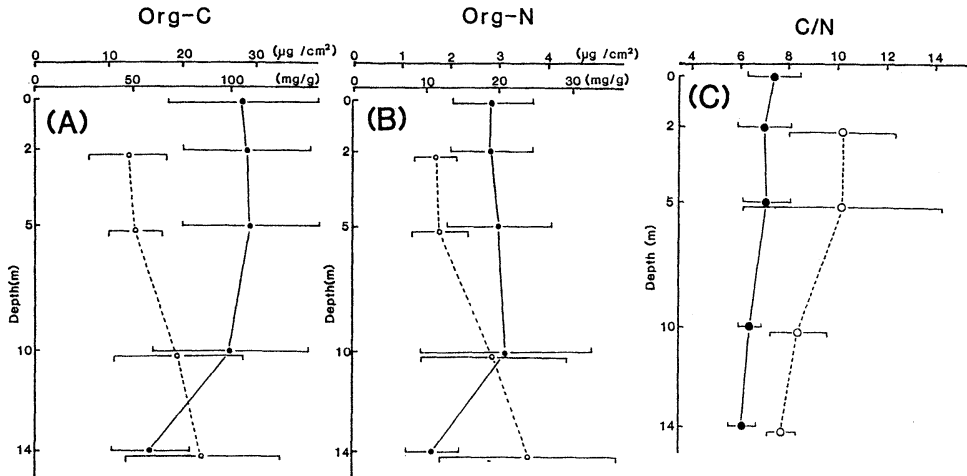 Org-C
0 10 20 30 (μg /cm²)
0 50 100 (mg/g)
(A)
0
2
5
10
14
Depth(m)
Org-N
0 1 2 3 4 (μg /cm²)
0 10 20 30 (mg/g)
(B)
0
2
5
10
14
Depth(m)
C/N
4 6 8 10 12 14
(C)
0
2
5
10
14
Depth (m)